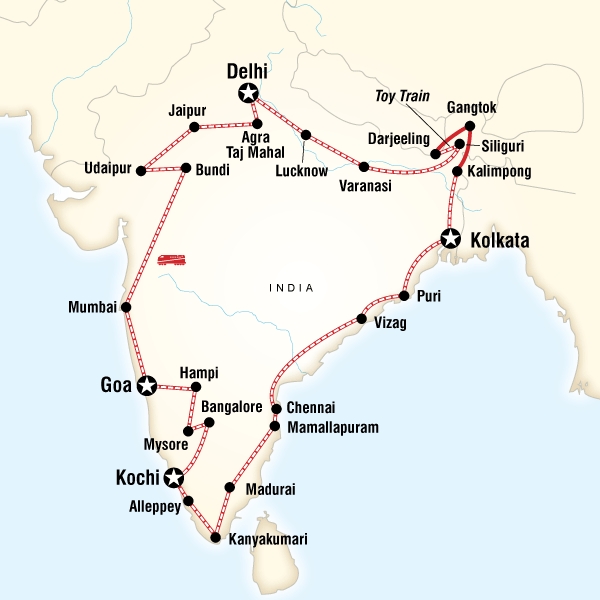 Delhi
Toy Train
Gangtok
Jaipur
Agra
Taj Mahal
Darjeeling
Siliguri
Udaipur
Bundi
Lucknow
Varanasi
Kalimpong
Kolkata
INDIA
Puri
Mumbai
Vizag
Hampi
Goa
Bangalore
Chennai
Mamallapuram
Mysore
Kochi
Madurai
Alleppey
Kanyakumari